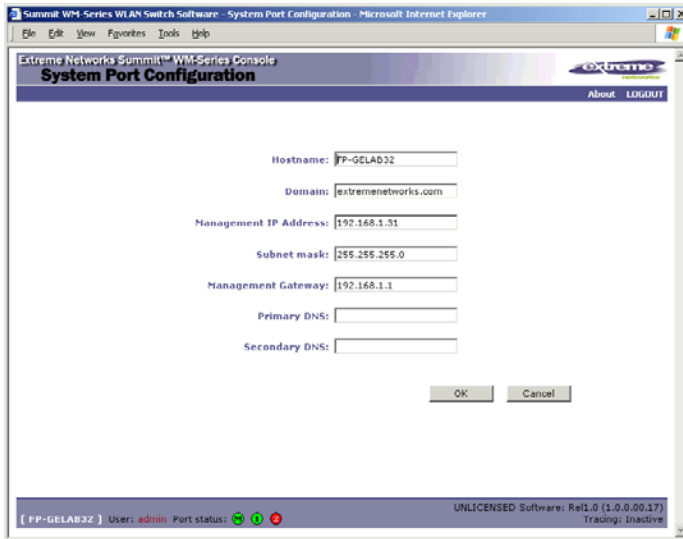 Summit WM-Series WLAN Switch Software - System Port Configuration - Microsoft Internet Explorer
File Edit View Favorites Tools Help
Extreme Networks Summit™ WM-Series Console
System Port Configuration
extreme
networks
About LOGOUT
Hostname: FP-GELAB32
Domain: extremenetworks.com
Management IP Address: 192.168.1.31
Subnet mask: 255.255.255.0
Management Gateway: 192.168.1.1
Primary DNS:
Secondary DNS:
OK Cancel
[ FP-GELAB32 ] User: admin Port status: M 1 2
UNLICENSED Software: Rel1.0 (1.0.0.00.17)
Tracing: Inactive